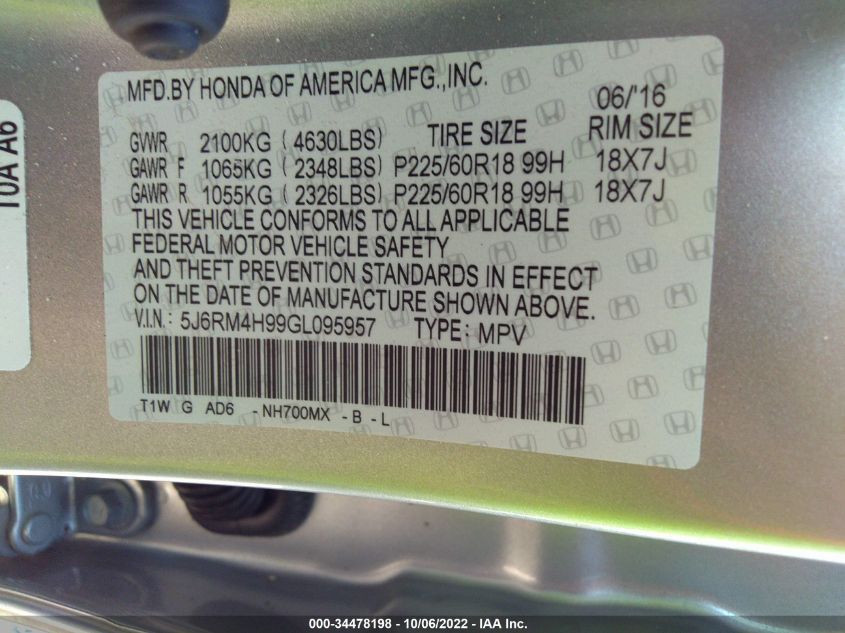 MFD.BY HONDA OF AMERICA MFG.,INC. 06/'16
GVWR 2100KG ( 4630LBS) TIRE SIZE RIM SIZE
GAWR F 1065KG ( 2348LBS) P225/60R18 99H 18X7J
GAWR R 1055KG ( 2326LBS) P225/60R18 99H 18X7J
THIS VEHICLE CONFORMS TO ALL APPLICABLE
FEDERAL MOTOR VEHICLE SAFETY
AND THEFT PREVENTION STANDARDS IN EFFECT
ON THE DATE OF MANUFACTURE SHOWN ABOVE.
V.I.N.: 5J6RM4H99GL095957 TYPE: MPV
T1W G AD6 -NH700MX -B -L
T0A A6
000-34478198 - 10/06/2022 - IAA Inc.